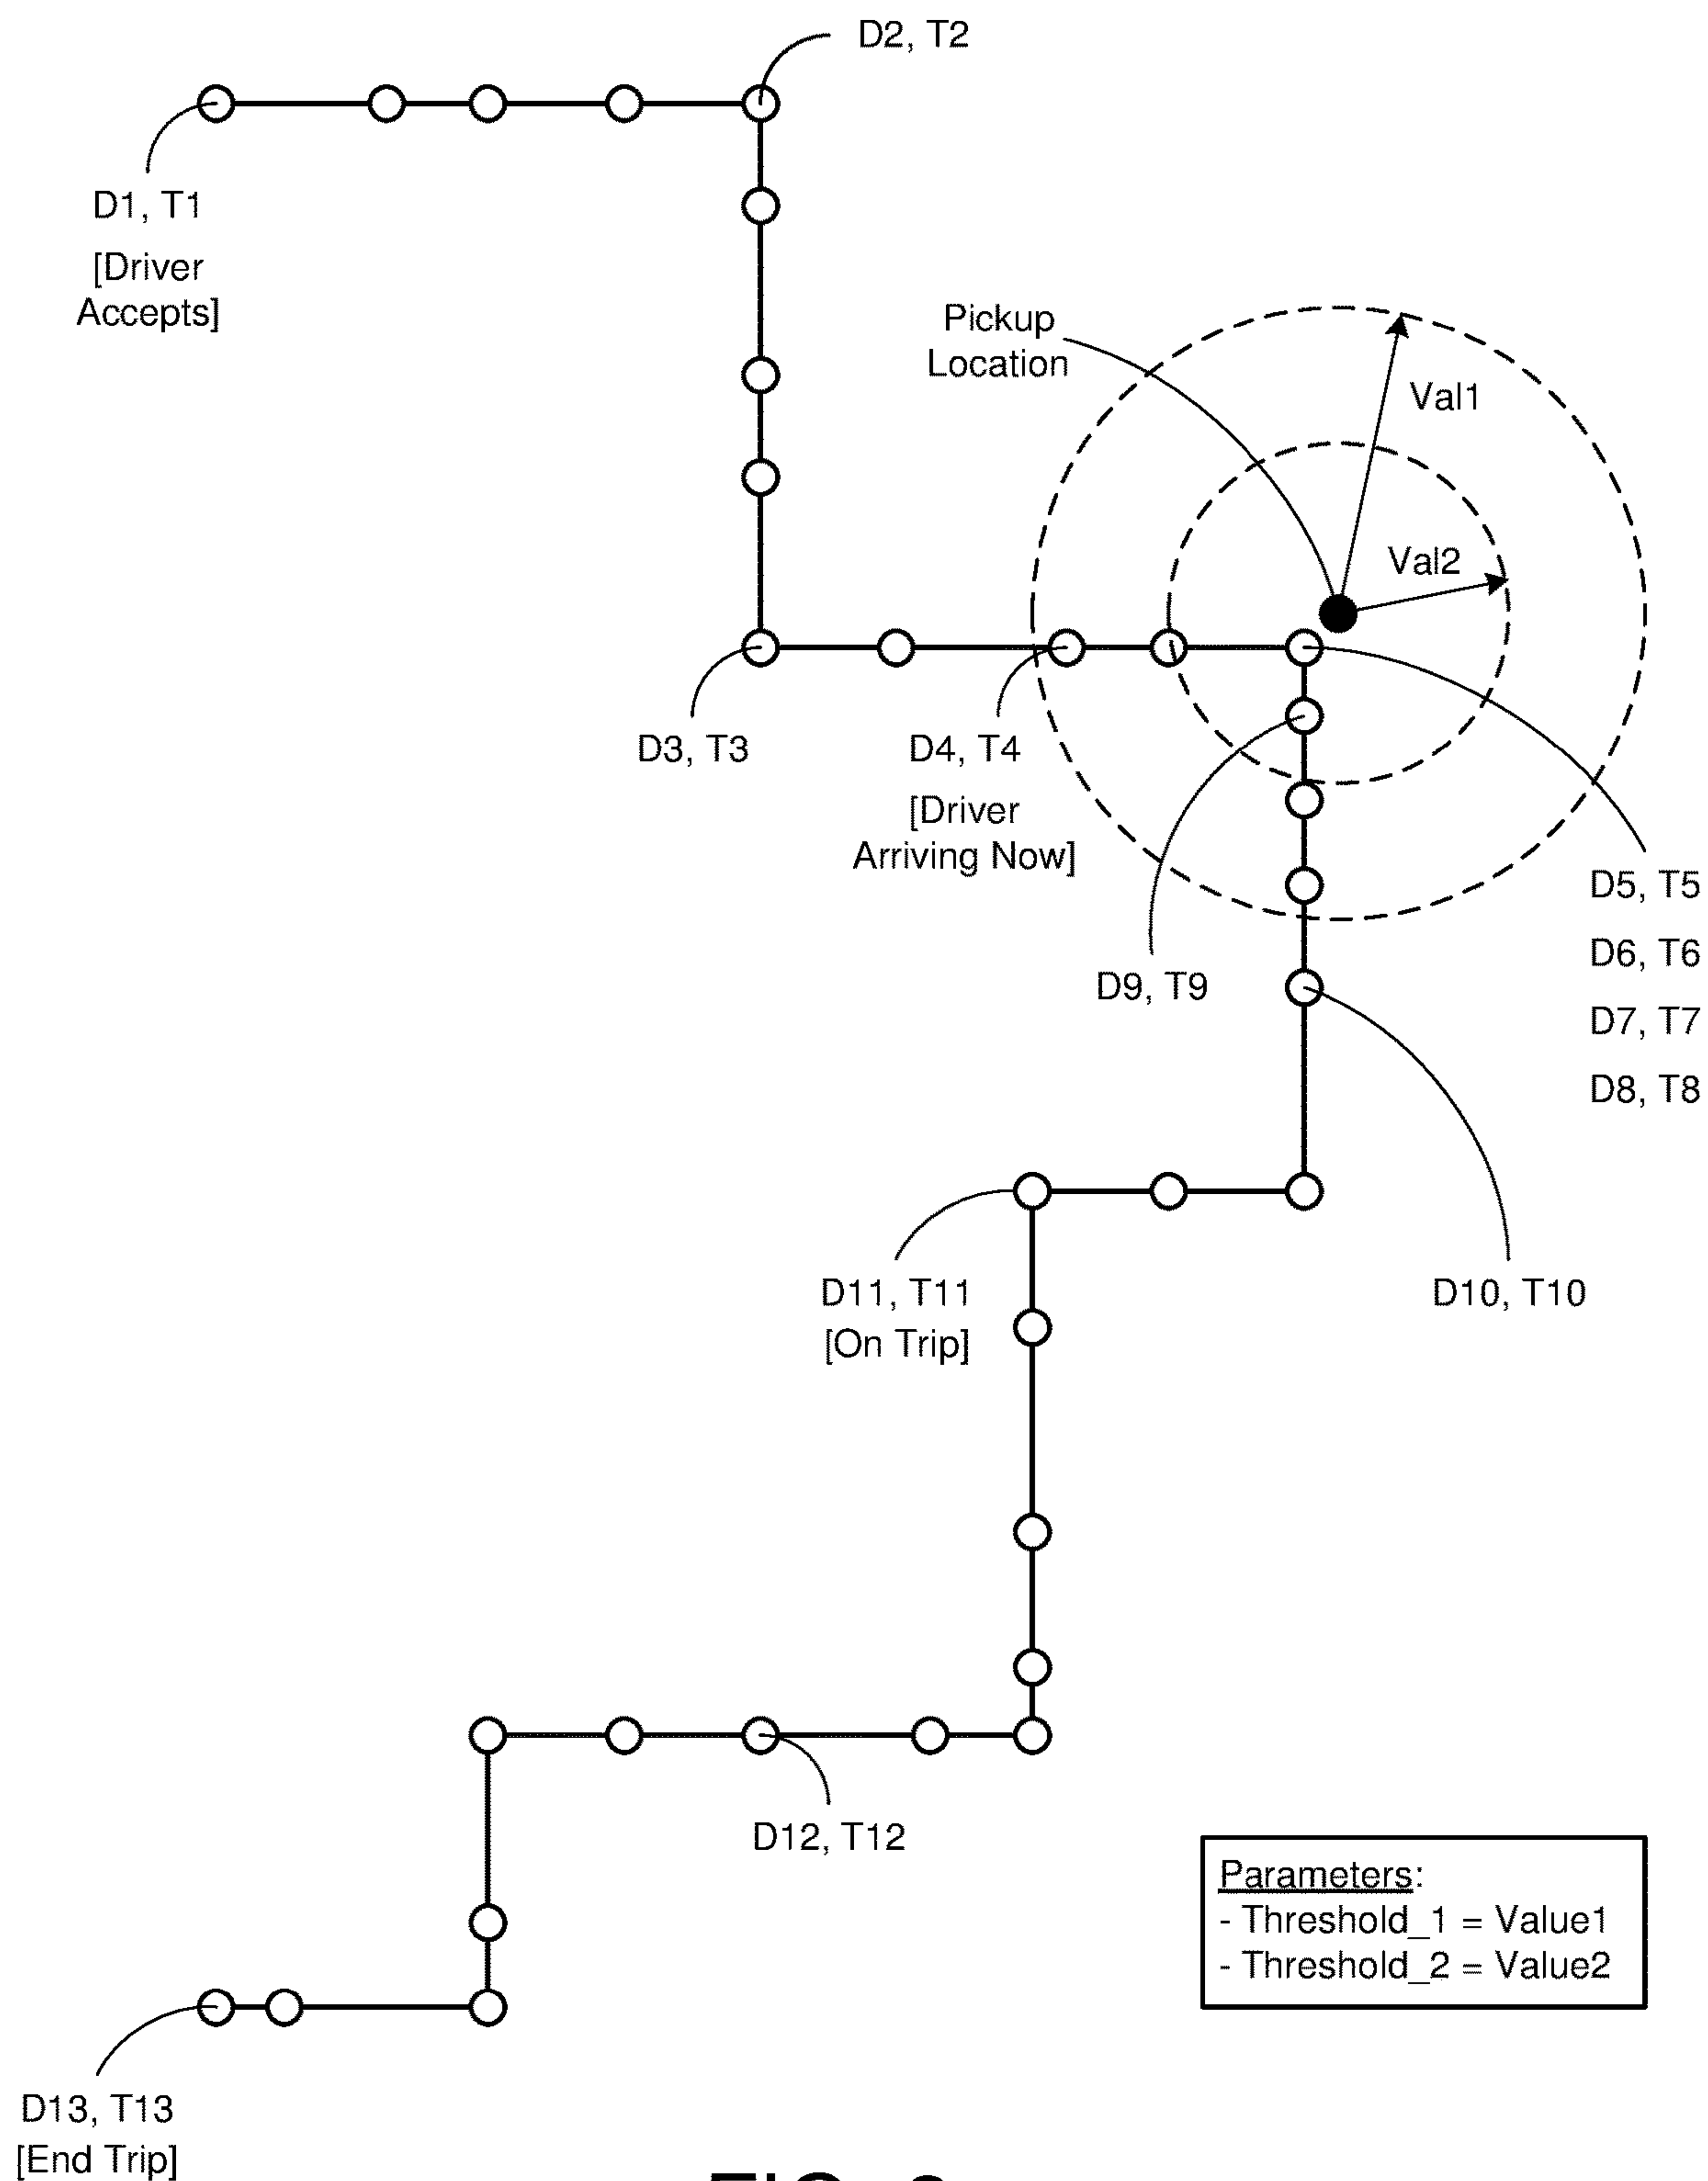 D2, T2
D1, T1
[Driver
Accepts]
Pickup
Location
Val1
Val2
D3, T3
D4, T4
[Driver
Arriving Now]
D5, T5
D6, T6
D7, T7
D8, T8
D9, T9
D10, T10
D11, T11
[On Trip]
D12, T12
Parameters:
- Threshold_1 = Value1
- Threshold_2 = Value2
D13, T13
[End Trip]